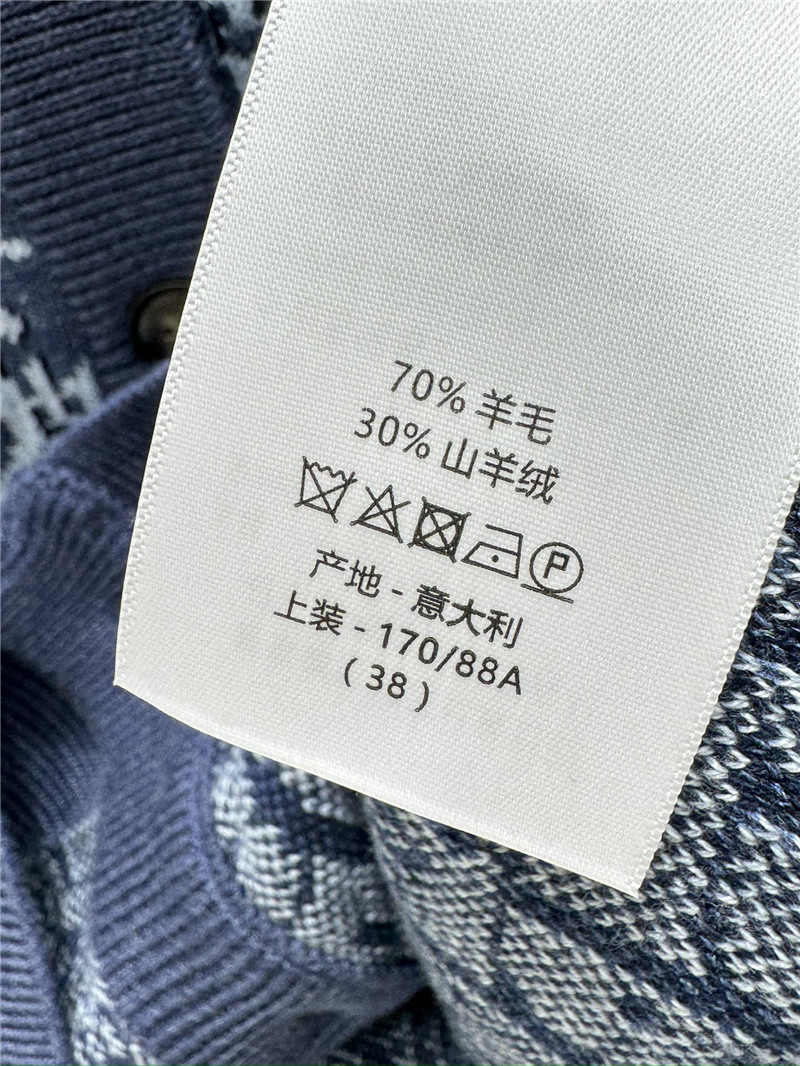 70% 羊毛
30% 山羊绒
P
产地 - 意大利
上装 - 170/88A
( 38 )